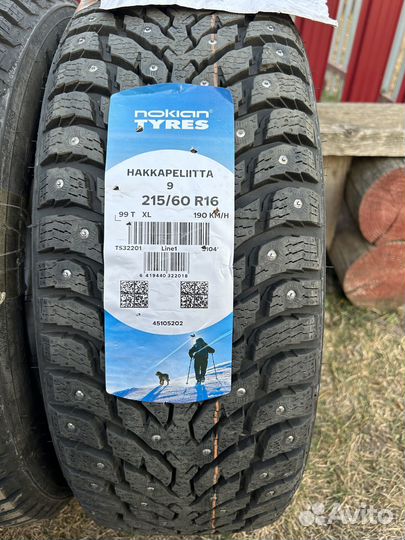 nokian
TYRES
HAKKAPELIITTA
9
215/60 R16
99 T XL 190 KM/H
TS32201 Line1 3104
6 419440 322018
45105202
Avito